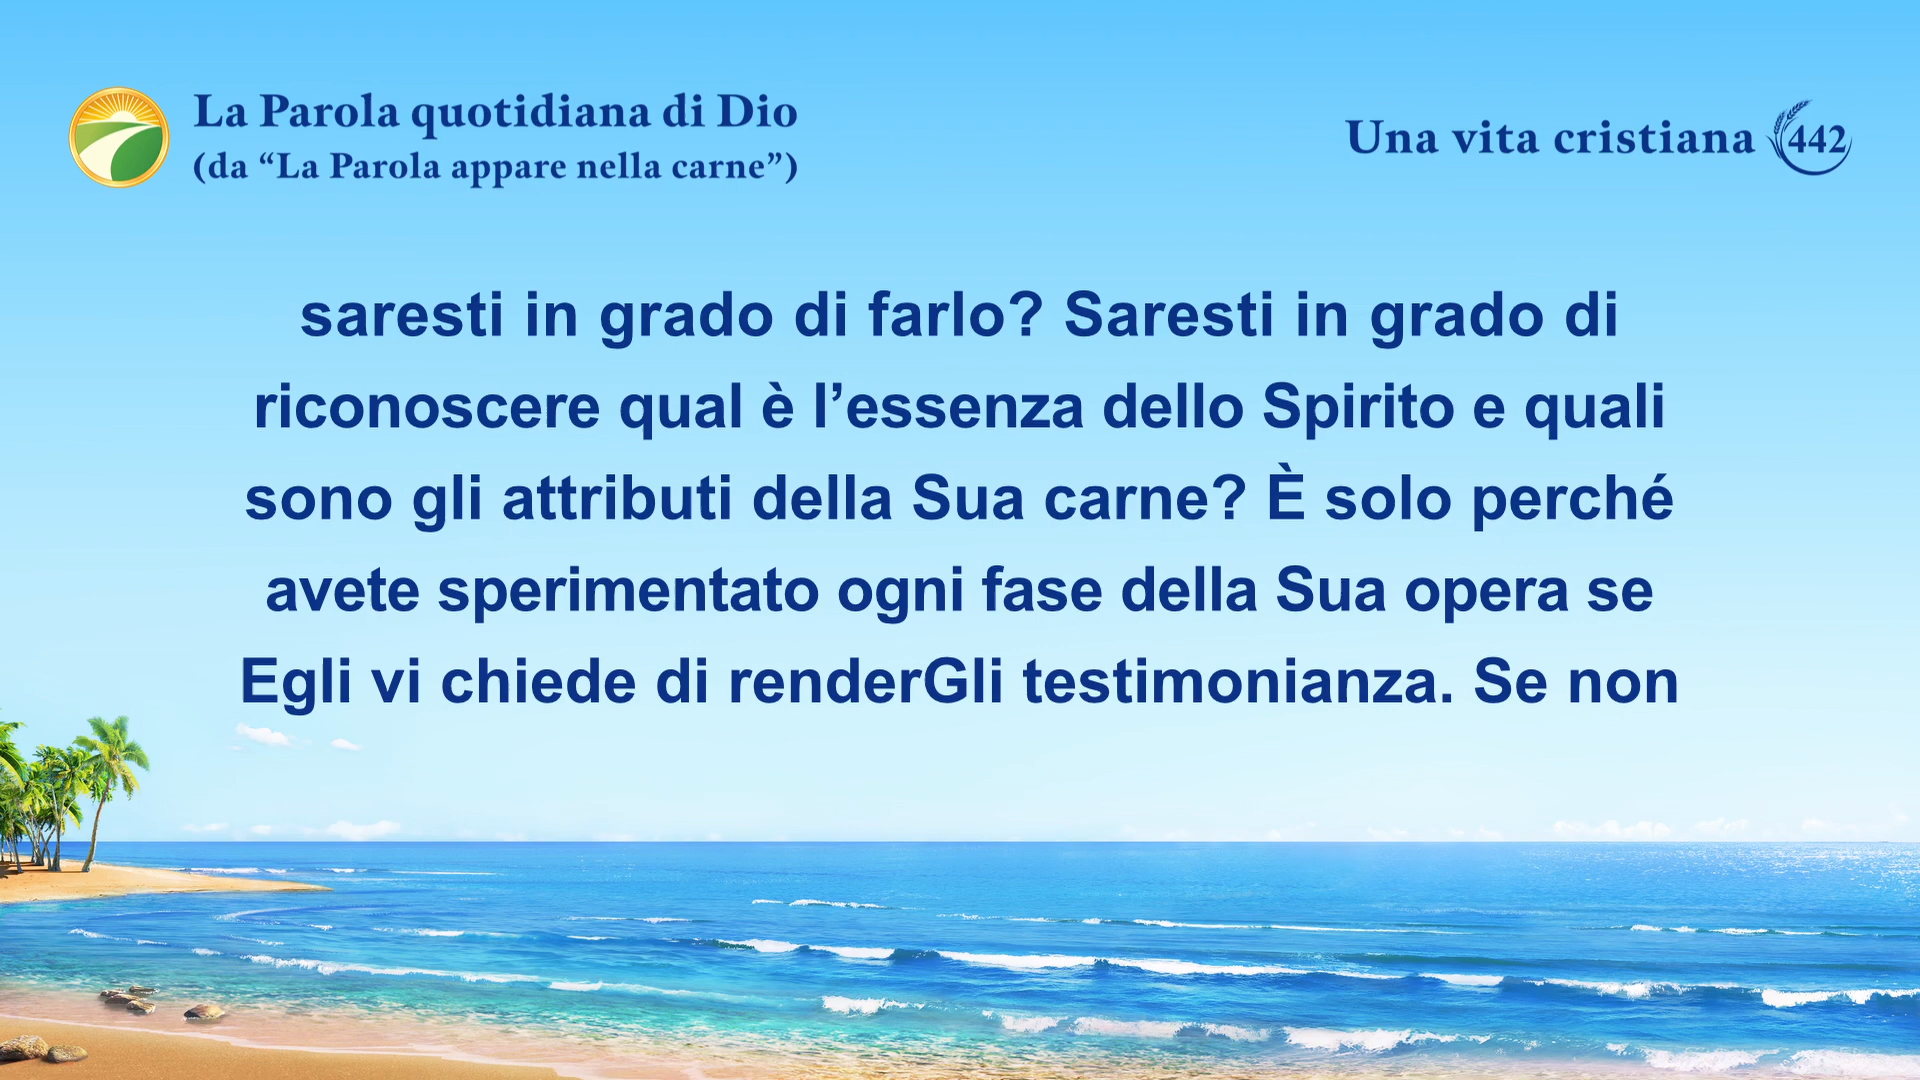 La Parola quotidiana di Dio
(da “La Parola appare nella carne”)
Una vita cristiana 442
saresti in grado di farlo? Saresti in grado di
riconoscere qual è l’essenza dello Spirito e quali
sono gli attributi della Sua carne? È solo perché
avete sperimentato ogni fase della Sua opera se
Egli vi chiede di renderGli testimonianza. Se non